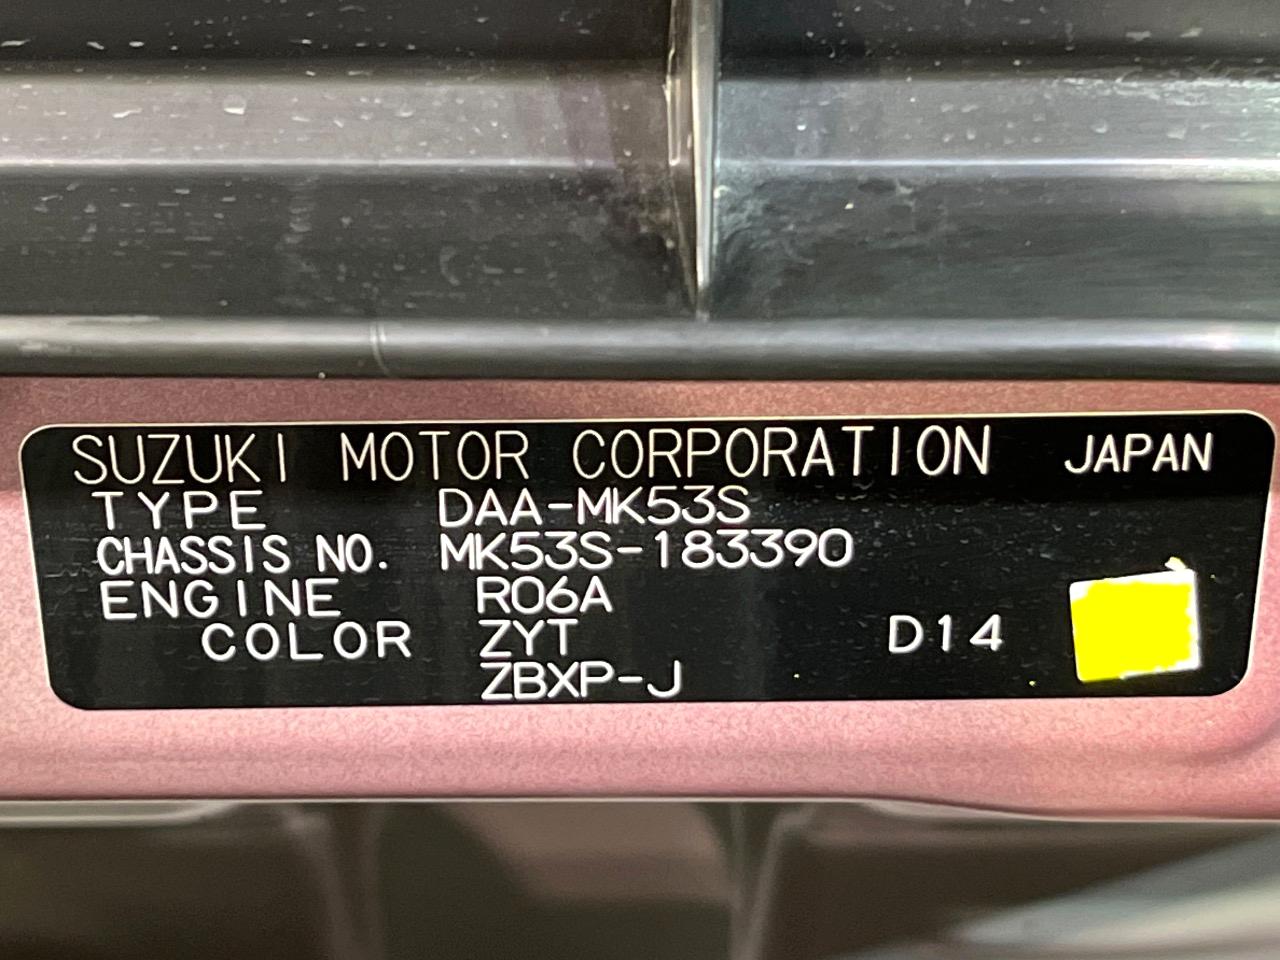 SUZUKI MOTOR CORPORATION JAPAN
TYPE DAA-MK53S
CHASSIS NO. MK53S-183390
ENGINE R06A
COLOR ZYT D14
ZBXP-J